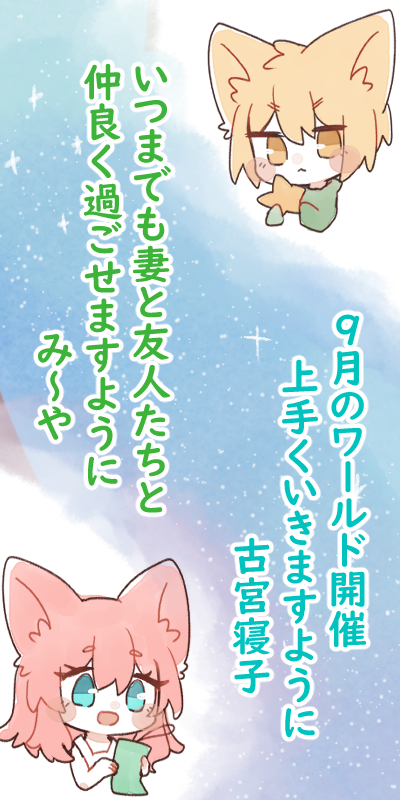 いつまでも妻と友人たちと
仲良く過ごせますように
み〜や
9月のワールド開催
上手くいきますように
古宮寝子